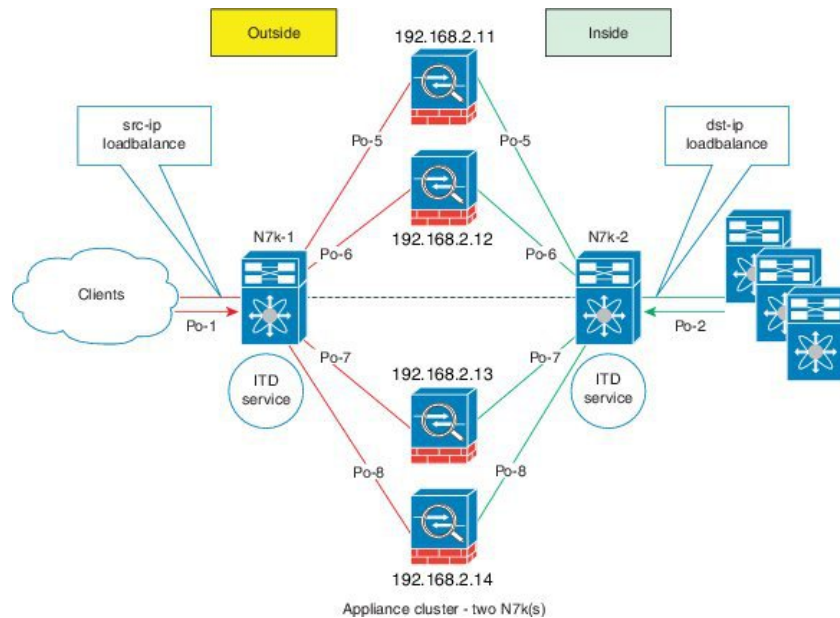 Outside
192.168.2.11
Inside
src-ip
loadbalance
dst-ip
loadbalance
Po-5
Po-5
N7k-1
192.168.2.12
N7k-2
Po-6
Po-6
Clients
Po-1
Po-2
ITD
service
Po-7
192.168.2.13
Po-7
ITD
service
Po-8
Po-8
192.168.2.14
Appliance cluster - two N7k(s)